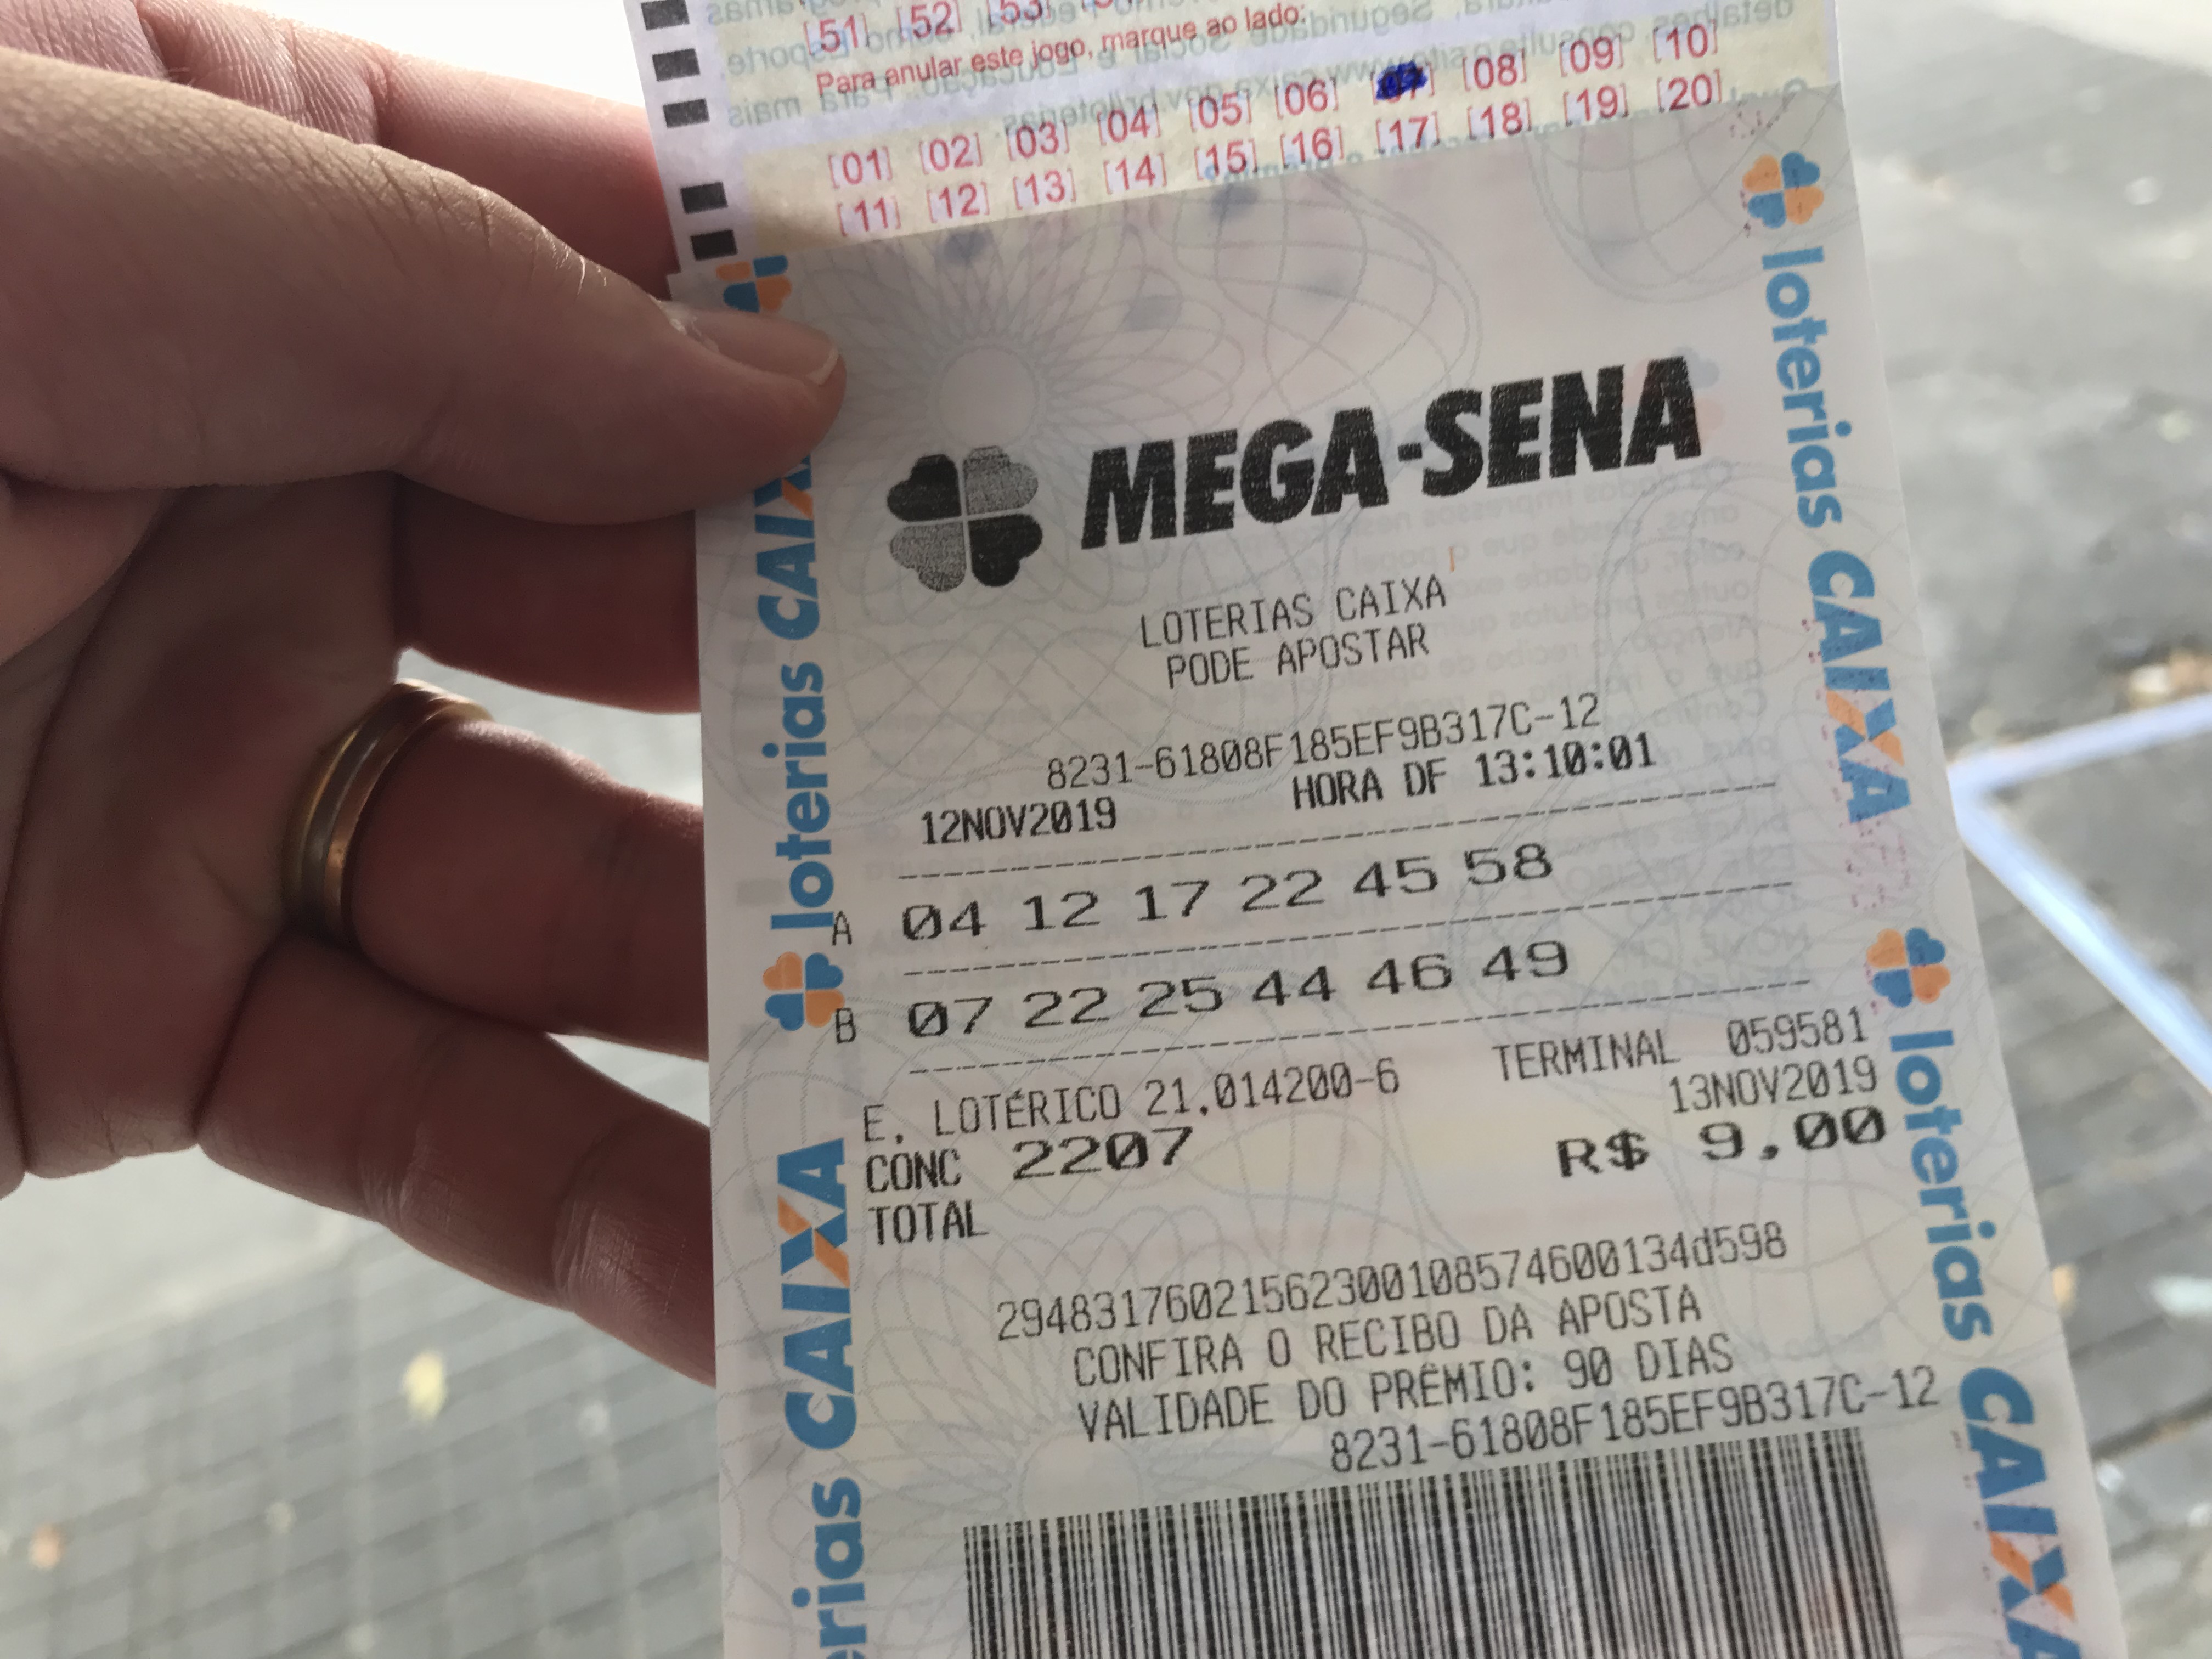 [51] [52] [53]
Para anular este jogo, marque ao lado:
[01] [02] [03] [04] [05] [06] [07] [08] [09] [10]
[11] [12] [13] [14] [15] [16] [17] [18] [19] [20]
MEGA-SENA
LOTERIAS CAIXA
PODE APOSTAR
8231-61808F185EF9B317C-12
12NOV2019 HORA DF 13:10:01
A 04 12 17 22 45 58
B 07 22 25 44 46 49
E. LOTÉRICO 21.014200-6 TERMINAL 059581
CONC 2207 13NOV2019
TOTAL R$ 9,00
29483176021562300108574600134d598
CONFIRA O RECIBO DA APOSTA
VALIDADE DO PRÊMIO: 90 DIAS
8231-61808F185EF9B317C-12
loterias CAIXA
loterias CAIXA
loterias CAIXA
loterias CAIXA